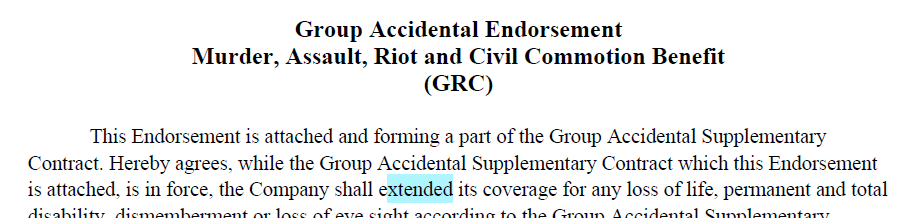 Group Accidental Endorsement
Murder, Assault, Riot and Civil Commotion Benefit
(GRC)
This Endorsement is attached and forming a part of the Group Accidental Supplementary
Contract. Hereby agrees, while the Group Accidental Supplementary Contract which this Endorsement
is attached, is in force, the Company shall extended its coverage for any loss of life, permanent and total
disability, dismemberment or loss of eye sight according to the Group Accidental Supplementary